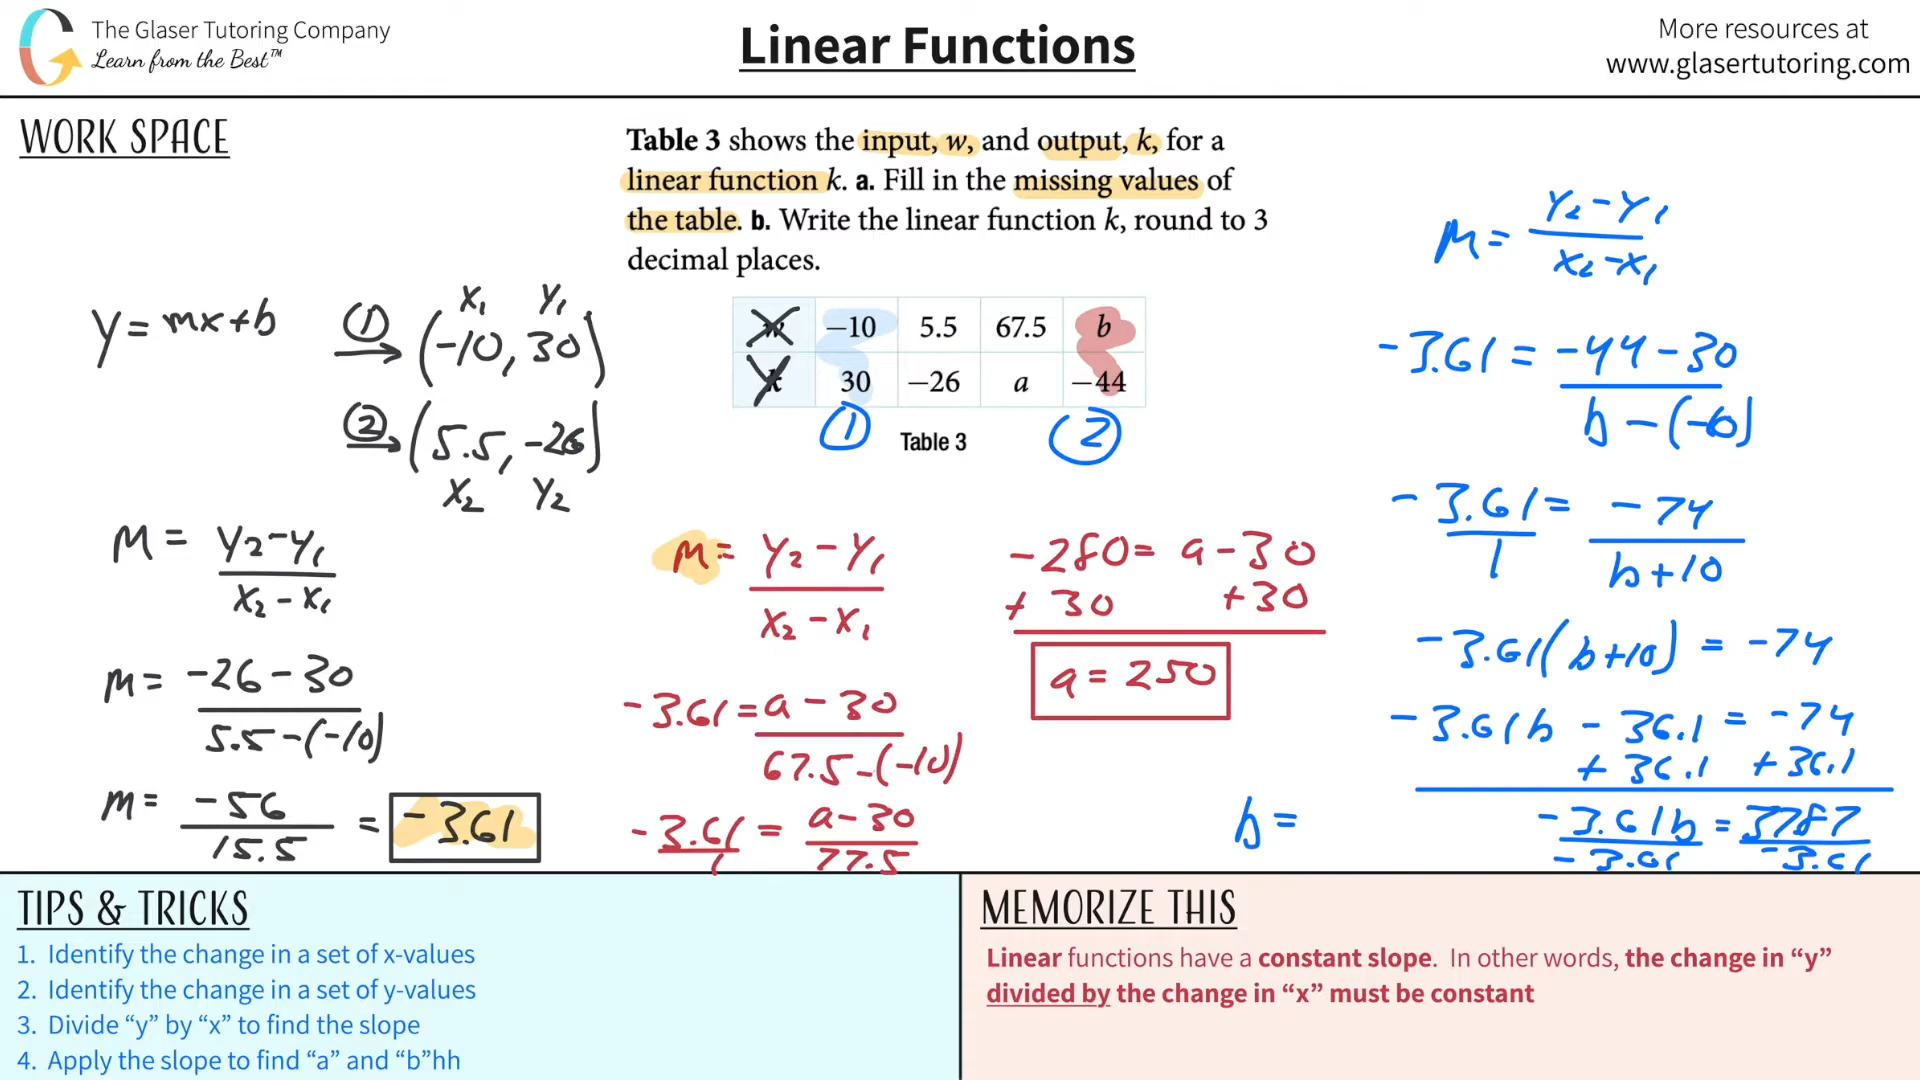 The Glaser Tutoring Company
Learn from the Best™
Linear Functions
More resources at
www.glasertutoring.com
WORK SPACE
Table 3 shows the input, w, and output, k, for a
linear function k. a. Fill in the missing values of
the table. b. Write the linear function k, round to 3
decimal places.
w −10 5.5 67.5 b
k 30 −26 a −44
① ②
Table 3
y = mx+b
① (-10, 30)
x₁ y₁
② (5.5, -26)
x₂ y₂
M = y₂-y₁
x₂-x₁
m = -26-30
5.5-(-10)
m = -56 = -3.61
15.5
m = y₂-y₁
x₂-x₁
-3.61 = a-30
67.5-(-10)
-3.61 = a-30
1 77.5
-280 = a-30
+30 +30
a = 250
M = y₂-y₁
x₂-x₁
-3.61 = -44-30
b-(-10)
-3.61 = -74
1 b+10
-3.61(b+10) = -74
-3.61b - 36.1 = -74
+36.1 +36.1
-3.61b = 37.87
-3.61 -3.61
b =
TIPS & TRICKS
1. Identify the change in a set of x-values
2. Identify the change in a set of y-values
3. Divide “y” by “x” to find the slope
4. Apply the slope to find “a” and “b”hh
MEMORIZE THIS
Linear functions have a constant slope. In other words, the change in “y”
divided by the change in “x” must be constant